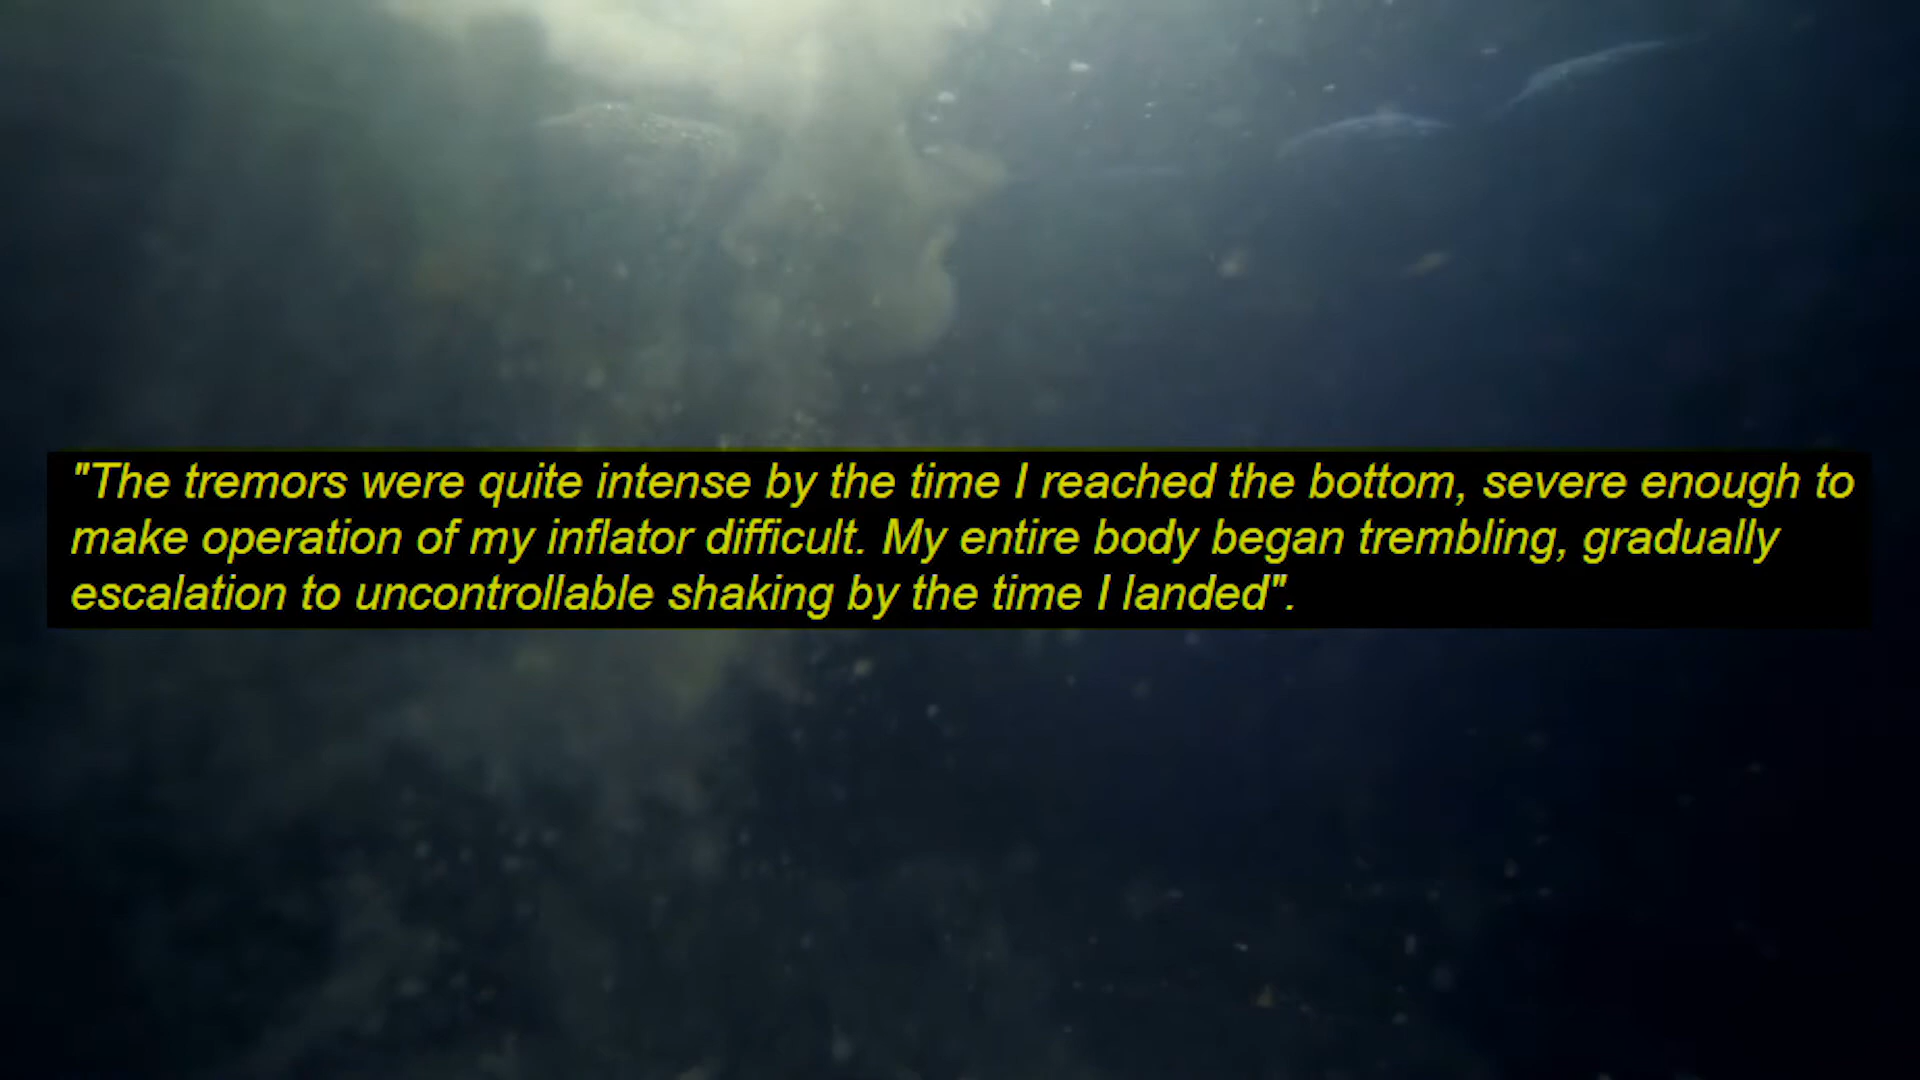 "The tremors were quite intense by the time I reached the bottom, severe enough to
make operation of my inflator difficult. My entire body began trembling, gradually
escalation to uncontrollable shaking by the time I landed".